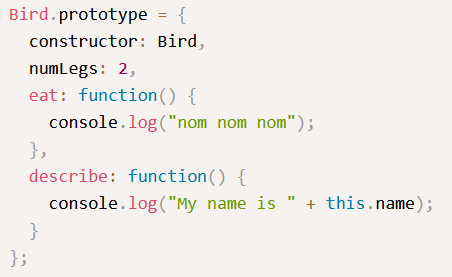 Bird.prototype = {
  constructor: Bird,
  numLegs: 2,
  eat: function() {
    console.log("nom nom nom");
  },
  describe: function() {
    console.log("My name is " + this.name);
  }
};